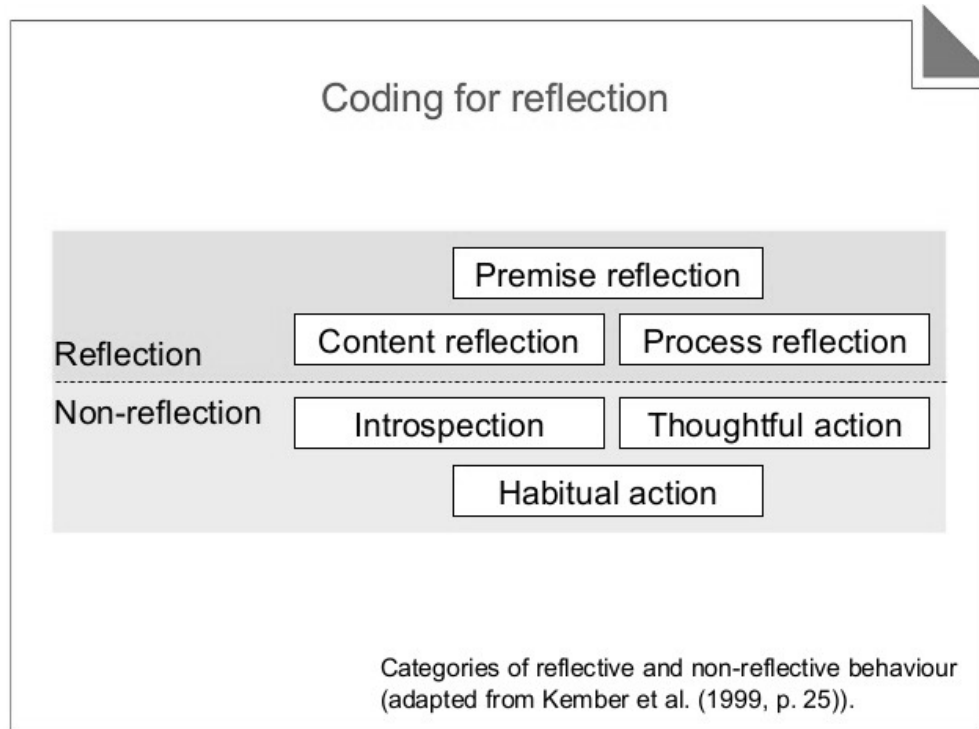 Coding for reflection
Premise reflection
Content reflection
Process reflection
Reflection
Non-reflection
Introspection
Thoughtful action
Habitual action
Categories of reflective and non-reflective behaviour
(adapted from Kember et al. (1999, p. 25)).